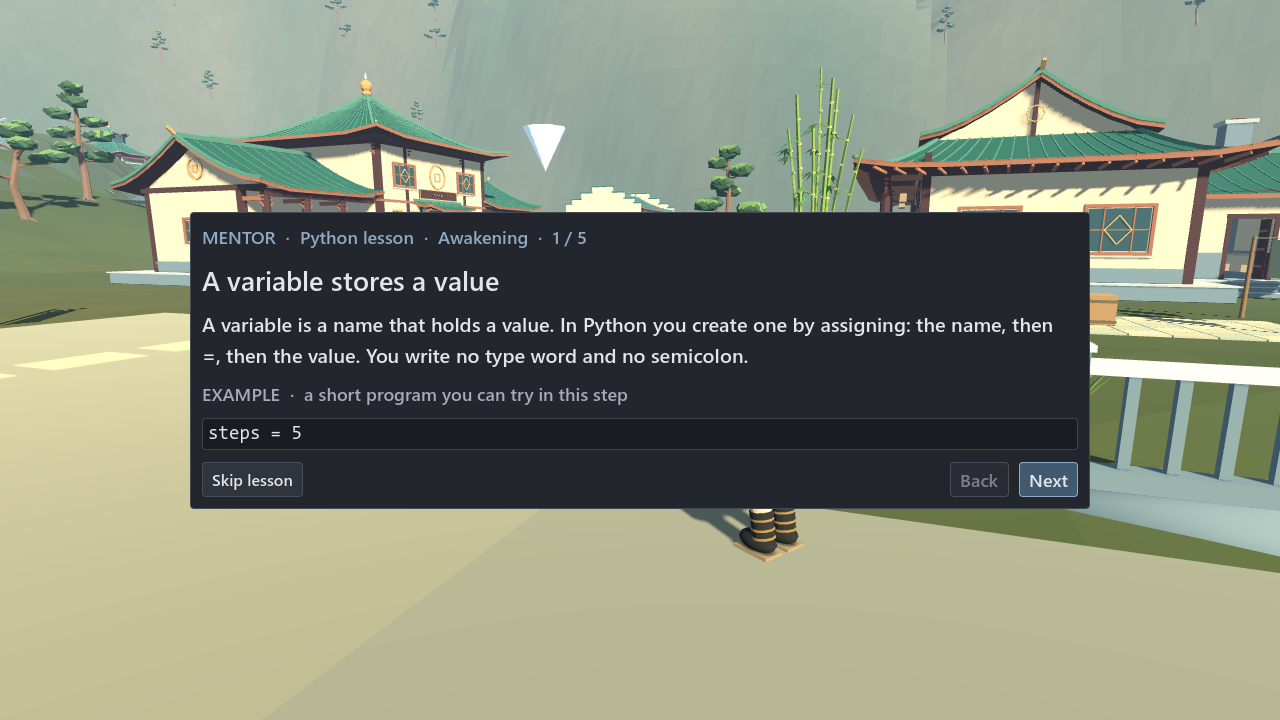 MENTOR · Python lesson · Awakening · 1 / 5
A variable stores a value
A variable is a name that holds a value. In Python you create one by assigning: the name, then
=, then the value. You write no type word and no semicolon.
EXAMPLE · a short program you can try in this step
steps = 5
Skip lesson
Back
Next